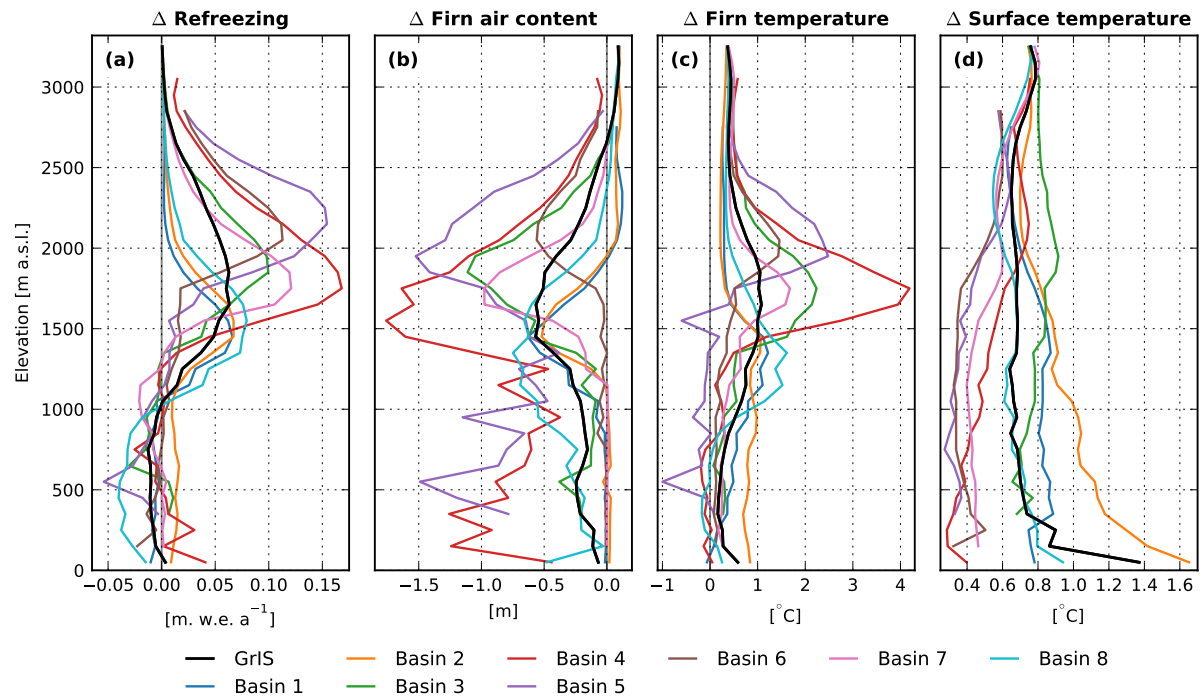 Δ Refreezing Δ Firn air content Δ Firn temperature Δ Surface temperature
(a) (b) (c) (d)
Elevation [m a.s.l.]
3000
2500
2000
1500
1000
500
0
−0.05 0.00 0.05 0.10 0.15 −1.5 −1.0 −0.5 0.0 −1 0 1 2 3 4 0.4 0.6 0.8 1.0 1.2 1.4 1.6
[m. w.e. a⁻¹] [m] [°C] [°C]
GrIS Basin 2 Basin 4 Basin 6 Basin 7 Basin 8
Basin 1 Basin 3 Basin 5